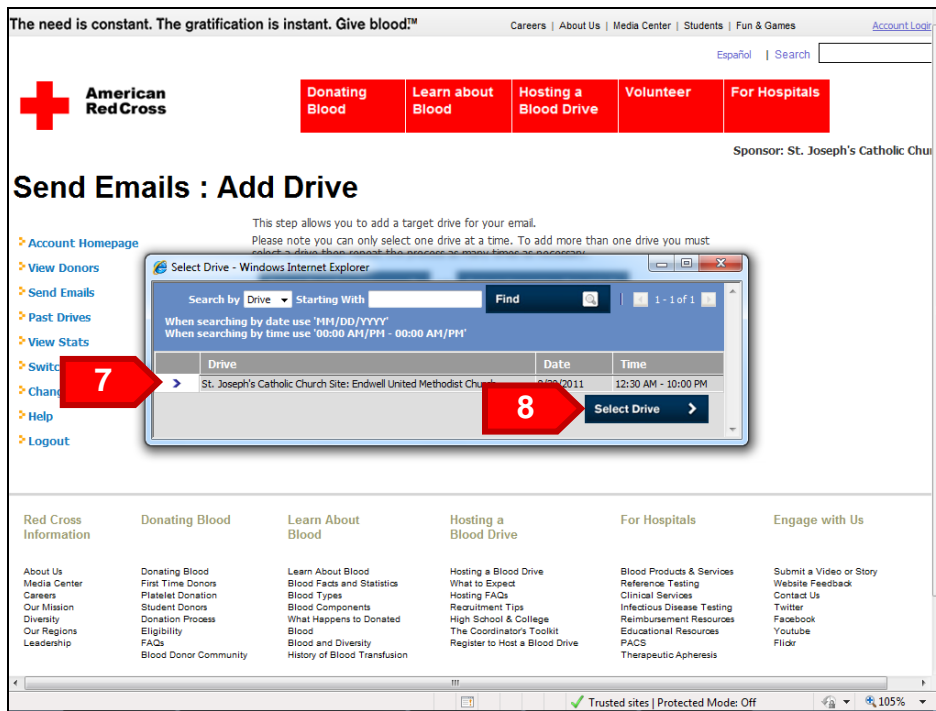 The need is constant. The gratification is instant. Give blood.™
Careers | About Us | Media Center | Students | Fun & Games
Account Login
Español | Search
American
Red Cross
Donating
Blood
Learn about
Blood
Hosting a
Blood Drive
Volunteer
For Hospitals
Sponsor: St. Joseph's Catholic Chur
Send Emails : Add Drive
This step allows you to add a target drive for your email.
Please note you can only select one drive at a time. To add more than one drive you must
select a drive then repeat the process as many times as necessary.
Account Homepage
View Donors
Send Emails
Past Drives
View Stats
Switc
Chang
Help
Logout
Select Drive - Windows Internet Explorer
Search by Drive Starting With Find 1 - 1 of 1
When searching by date use 'MM/DD/YYYY'
When searching by time use '00:00 AM/PM - 00:00 AM/PM'
Drive Date Time
St. Joseph's Catholic Church Site: Endwell United Methodist Church /2011 12:30 AM - 10:00 PM
7
8
Select Drive
Red Cross
Information
About Us
Media Center
Careers
Our Mission
Diversity
Our Regions
Leadership
Donating Blood
Donating Blood
First Time Donors
Platelet Donation
Student Donors
Donation Process
Eligibility
FAQs
Blood Donor Community
Learn About
Blood
Learn About Blood
Blood Facts and Statistics
Blood Types
Blood Components
What Happens to Donated
Blood
Blood and Diversity
History of Blood Transfusion
Hosting a
Blood Drive
Hosting a Blood Drive
What to Expect
Hosting FAQs
Recruitment Tips
High School & College
The Coordinator's Toolkit
Register to Host a Blood Drive
For Hospitals
Blood Products & Services
Reference Testing
Clinical Services
Infectious Disease Testing
Reimbursement Resources
Educational Resources
PACS
Therapeutic Apheresis
Engage with Us
Submit a Video or Story
Website Feedback
Contact Us
Twitter
Facebook
Youtube
Flickr
Trusted sites | Protected Mode: Off
105%